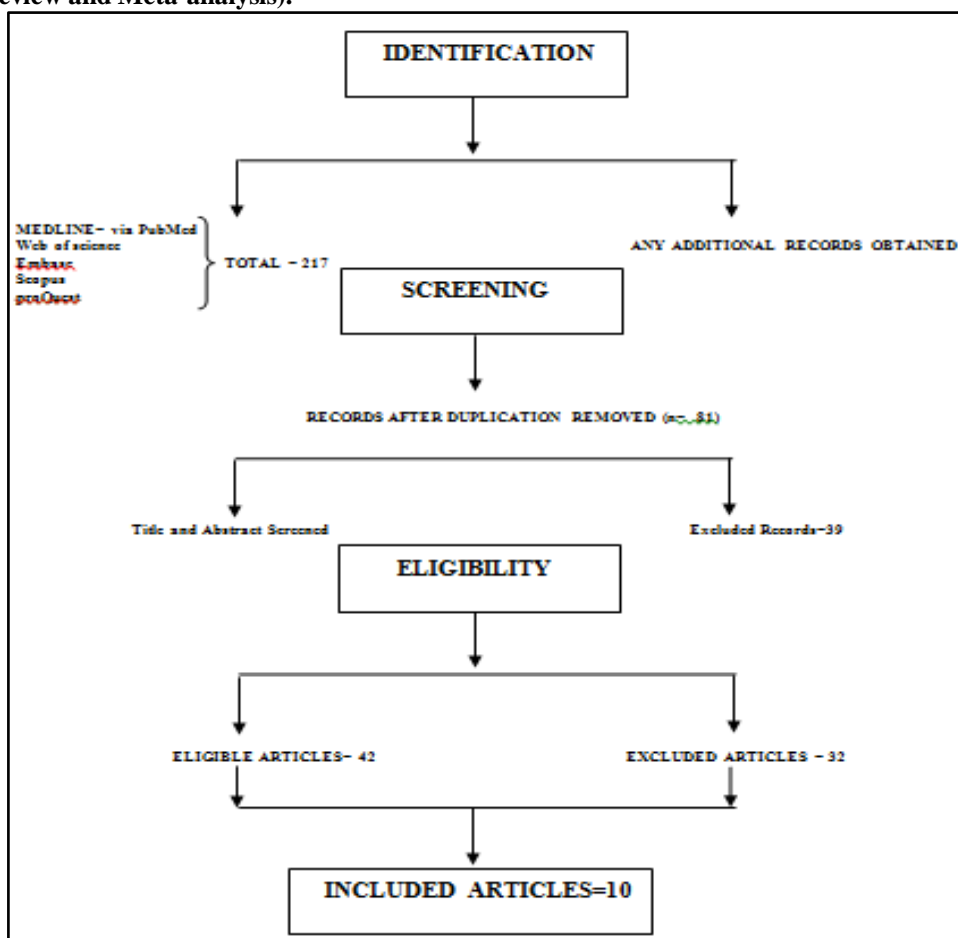 eview and Meta-analysis).
IDENTIFICATION
MEDLINE- via PubMed
Web of science
Embase
Scopus
proQuest
TOTAL - 217
ANY ADDITIONAL RECORDS OBTAINED
SCREENING
RECORDS AFTER DUPLICATION REMOVED (n= 81)
Title and Abstract Screened
Excluded Records-39
ELIGIBILITY
ELIGIBLE ARTICLES- 42
EXCLUDED ARTICLES - 32
INCLUDED ARTICLES=10